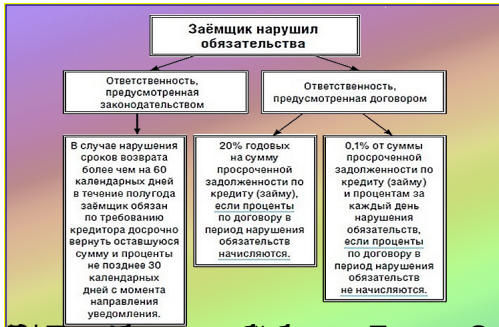 Заёмщик нарушил
обязательства
Ответственность,
предусмотренная
законодательством
Ответственность,
предусмотренная договором
В случае нарушения
сроков возврата
более чем на 60
календарных дней
в течение полугода
заёмщик обязан
по требованию
кредитора досрочно
вернуть оставшуюся
сумму и проценты
не позднее 30
календарных
дней с момента
направления
уведомления.
20% годовых
на сумму
просроченной
задолженности по
кредиту (займу),
если проценты
по договору в
период нарушения
обязательств
начисляются.
0,1% от суммы
просроченной
задолженности по
кредиту (займу)
и процентам за
каждый день
нарушения
обязательств,
если проценты
по договору в
период нарушения
обязательств
не начисляются.